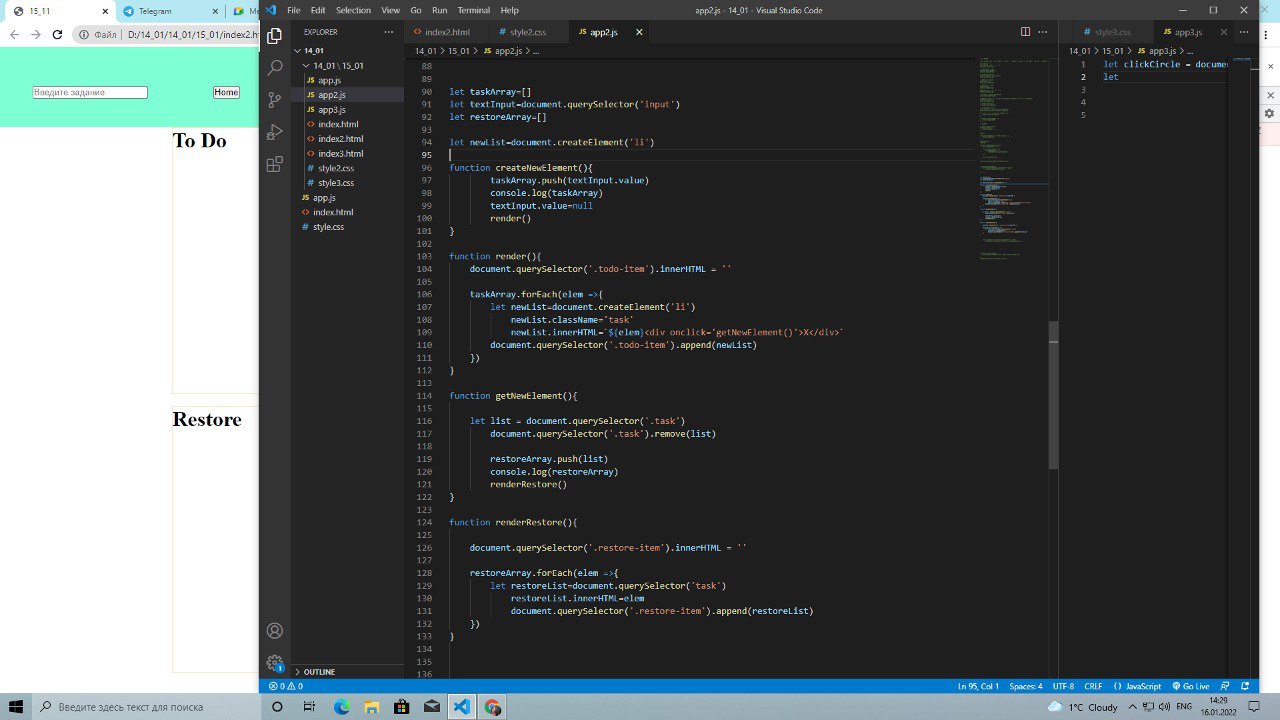 15_11
Telegram
Ме
Файл
D:/14_01/14_01/15_01/index2.h
Введите задание
Home
To Do
Restore
File Edit Selection View Go Run Terminal Help
app2.js - 14_01 - Visual Studio Code
EXPLORER
14_01
14_01 \ 15_01
app.js
app2.js
app3.js
index.html
index2.html
index3.html
style2.css
style3.css
app.js
index.html
style.css
OUTLINE
index2.html
style2.css
app2.js
14_01 > 15_01 > JS app2.js > ...
88
89
90 let taskArray=[]
91 let textInput=document.querySelector('input')
92 let restoreArray=[]
93
94 let newList=document.createElement('li')
95
96 function createNewElement(){
97 taskArray.push(textInput.value)
98 console.log(taskArray)
99 textInput.value=null
100 render()
101 }
102
103 function render(){
104 document.querySelector('.todo-item').innerHTML = ''
105
106 taskArray.forEach(elem =>{
107 let newList=document.createElement('li')
108 newList.className="task"
109 newList.innerHTML=`${elem}<div onclick='getNewElement()'>X</div>`
110 document.querySelector('.todo-item').append(newList)
111 })
112 }
113
114 function getNewElement(){
115
116 let list = document.querySelector('.task')
117 document.querySelector('.task').remove(list)
118
119 restoreArray.push(list)
120 console.log(restoreArray)
121 renderRestore()
122 }
123
124 function renderRestore(){
125
126 document.querySelector('.restore-item').innerHTML = ''
127
128 restoreArray.forEach(elem =>{
129 let restoreList=document.querySelector('task')
130 restoreList.innerHTML=elem
131 document.querySelector('.restore-item').append(restoreList)
132 })
133 }
134
135
136
style3.css
app3.js
14_01 > 15_01 > JS app3.js > ...
1 let clickCircle = docume
2 let
3
4
5
0 0
Ln 95, Col 1 Spaces: 4 UTF-8 CRLF {} JavaScript Go Live
Введите здесь текст для поиска
1°C Cloudy
ENG
14:29
16.01.2022